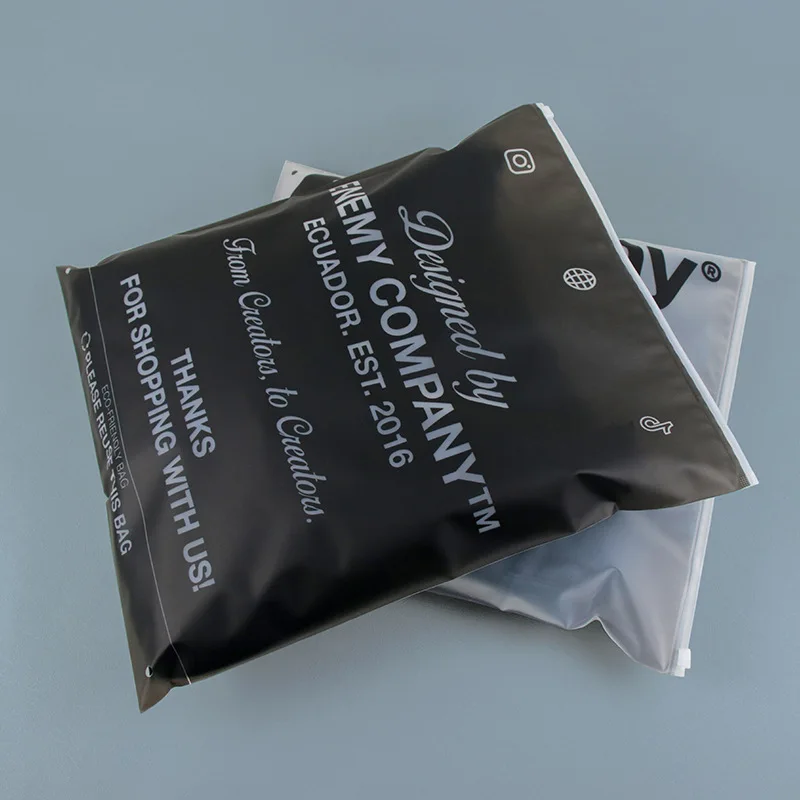 Designed by
ENEMY COMPANY™
ECUADOR. EST. 2016
From Creators, to Creators.
THANKS
FOR SHOPPING WITH US!
ECO-FRIENDLY BAG
PLEASE REUSE THIS BAG
ny®